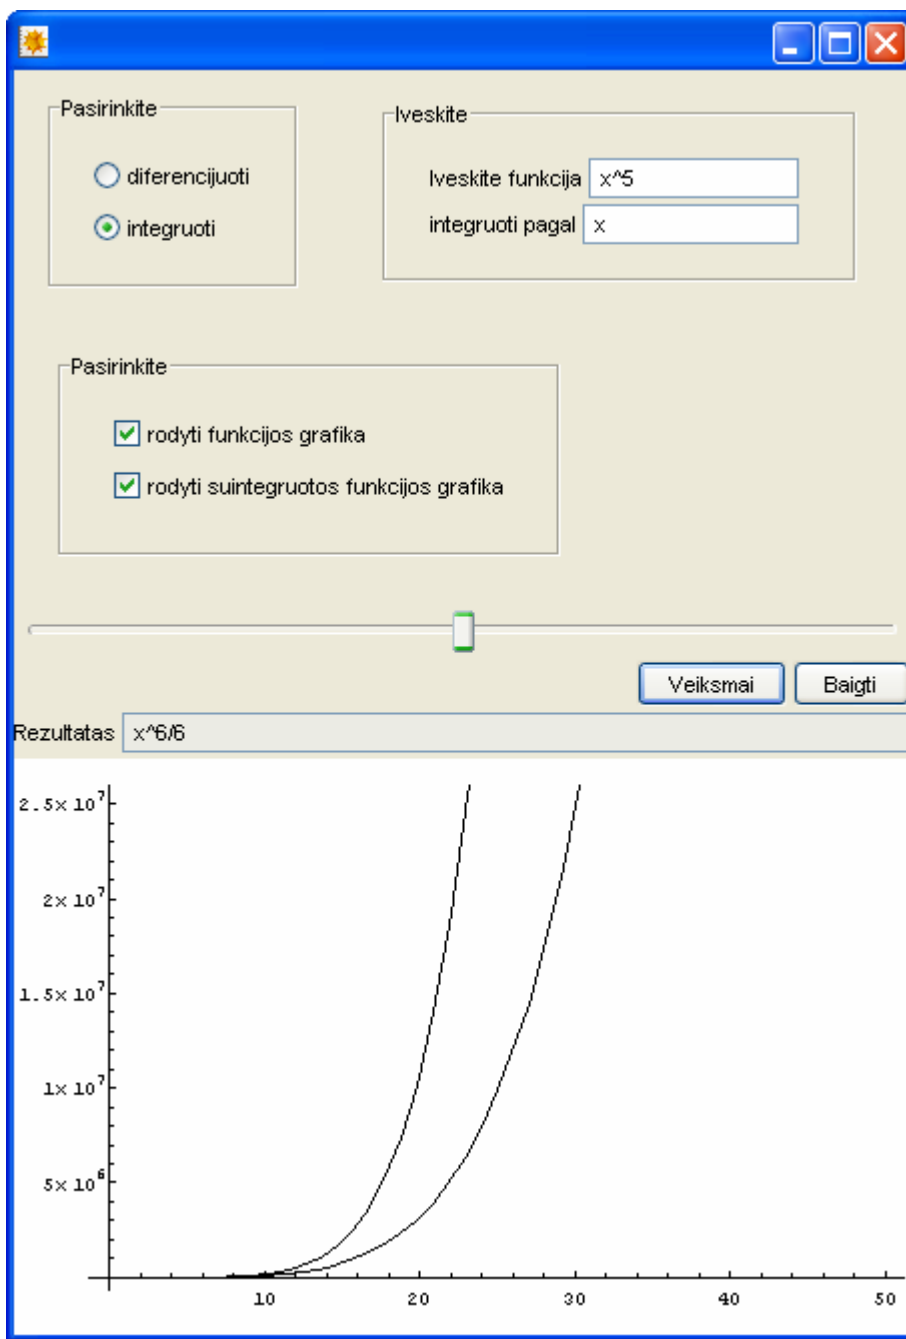 Pasirinkite
diferencijuoti
integruoti
Iveskite
Iveskite funkcija x^5
integruoti pagal x
Pasirinkite
rodyti funkcijos grafika
rodyti suintegruotos funkcijos grafika
Veiksmai Baigti
Rezultatas x^6/6
2.5×10^7
2×10^7
1.5×10^7
1×10^7
5×10^6
10 20 30 40 50